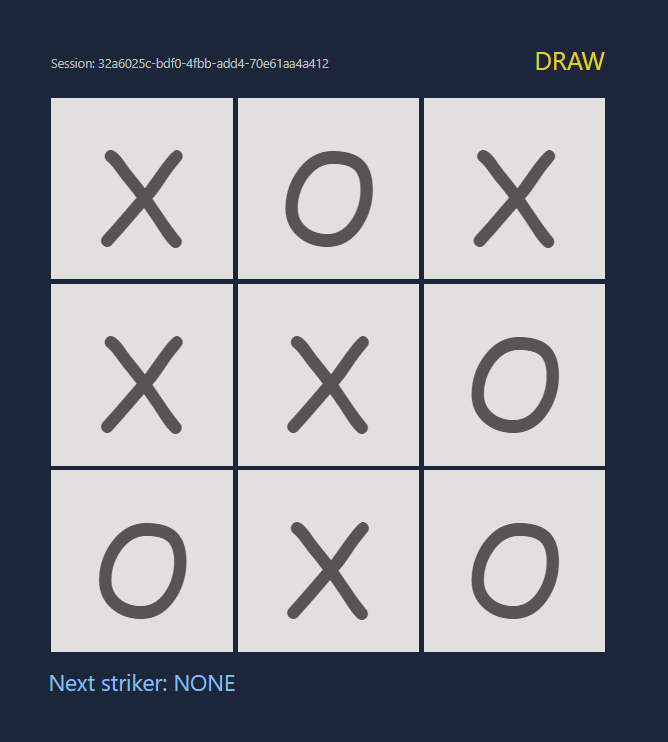 Session: 32a6025c-bdf0-4fbb-add4-70e61aa4a412
DRAW
X O X
X X O
O X O
Next striker: NONE